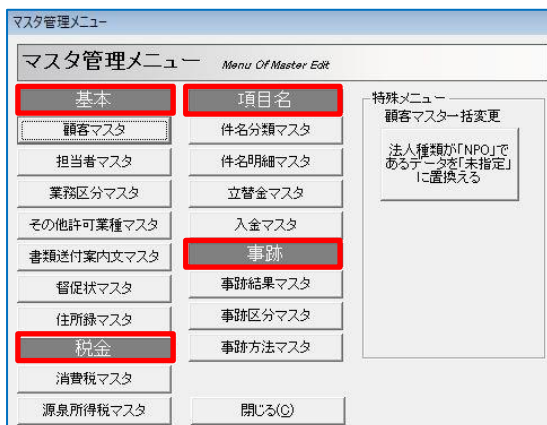 マスタ管理メニュー
マスタ管理メニュー Menu Of Master Edit
基本
顧客マスタ
担当者マスタ
業務区分マスタ
その他許可業種マスタ
書類送付案内文マスタ
督促状マスタ
住所録マスタ
税金
消費税マスタ
源泉所得税マスタ
項目名
件名分類マスタ
件名明細マスタ
立替金マスタ
入金マスタ
事跡
事跡結果マスタ
事跡区分マスタ
事跡方法マスタ
閉じる(C)
特殊メニュー
顧客マスター括変更
法人種類が「NPO」で
あるデータを「未指定」
に置換える